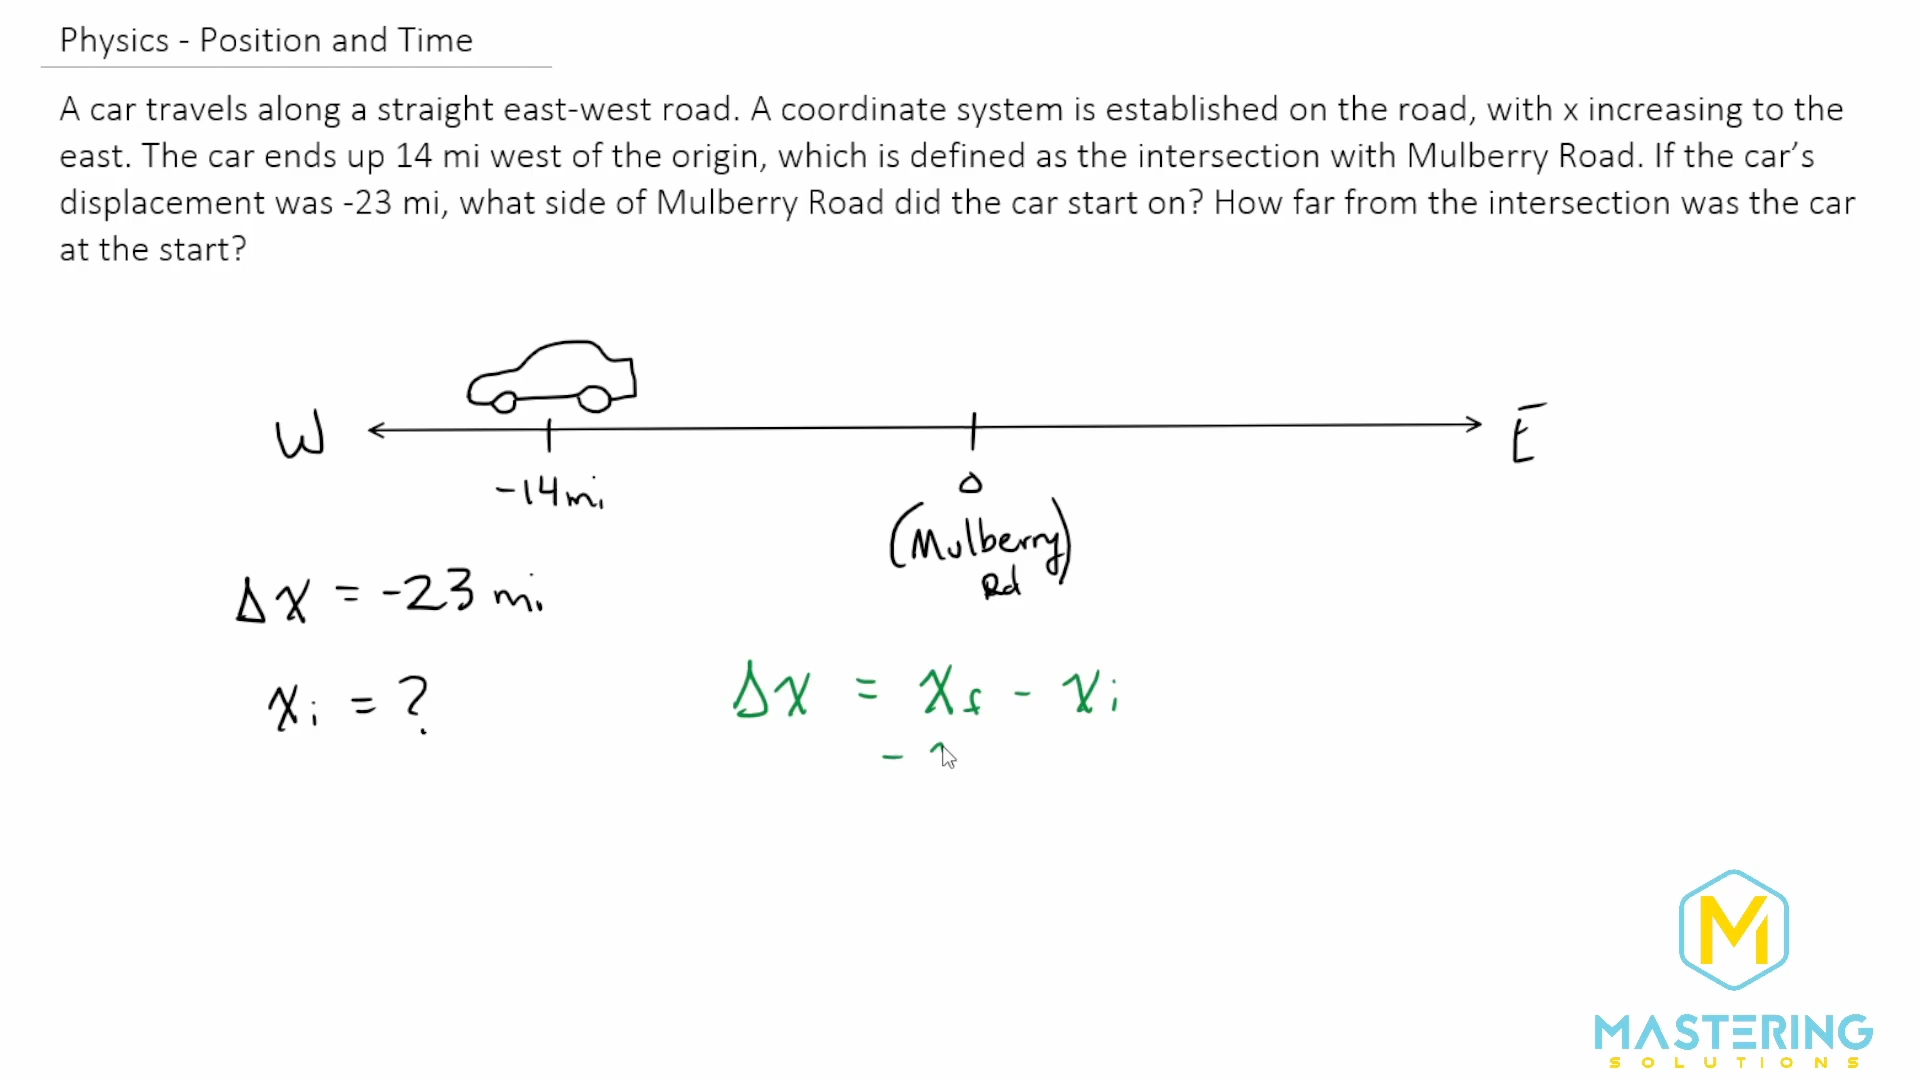 Physics - Position and Time
A car travels along a straight east-west road. A coordinate system is established on the road, with x increasing to the
east. The car ends up 14 mi west of the origin, which is defined as the intersection with Mulberry Road. If the car’s
displacement was -23 mi, what side of Mulberry Road did the car start on? How far from the intersection was the car
at the start?
W
E
-14mi
0
(Mulberry
Rd)
Δx = -23 mi
xi = ?
Δx = xf - xi
-
MASTERING
SOLUTIONS